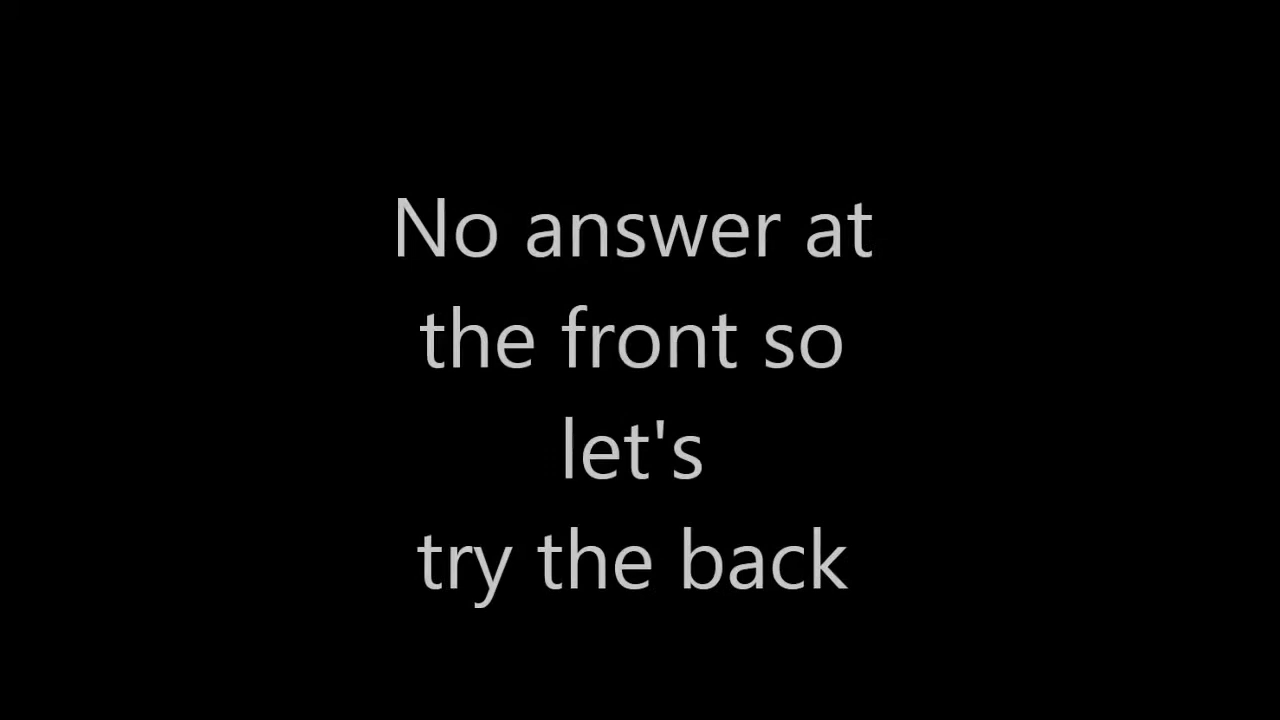 No answer at
the front so
let's
try the back